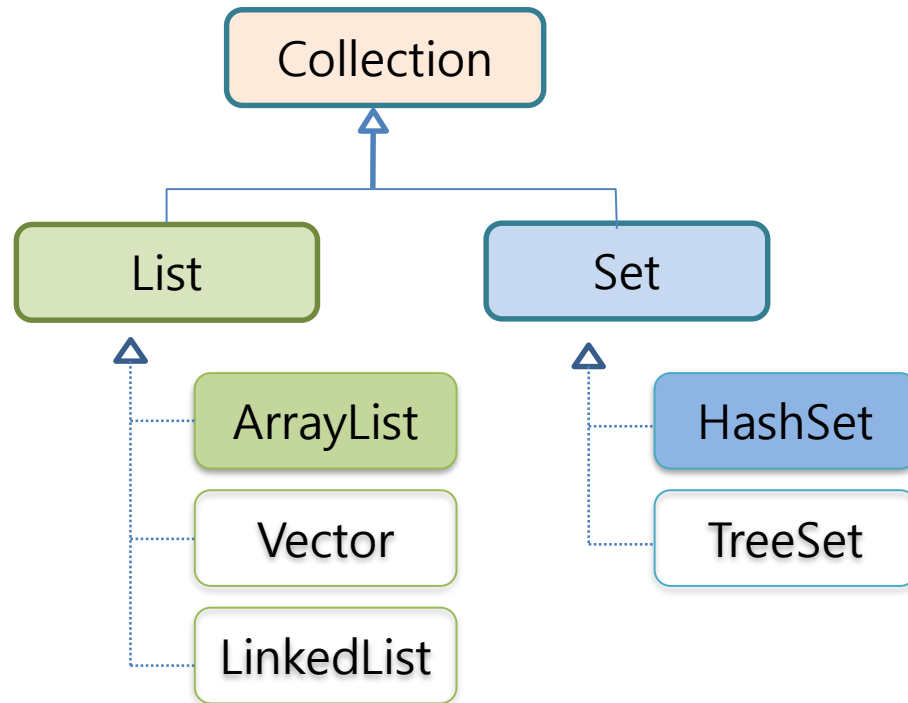 Collection
List
Set
ArrayList
HashSet
Vector
TreeSet
LinkedList